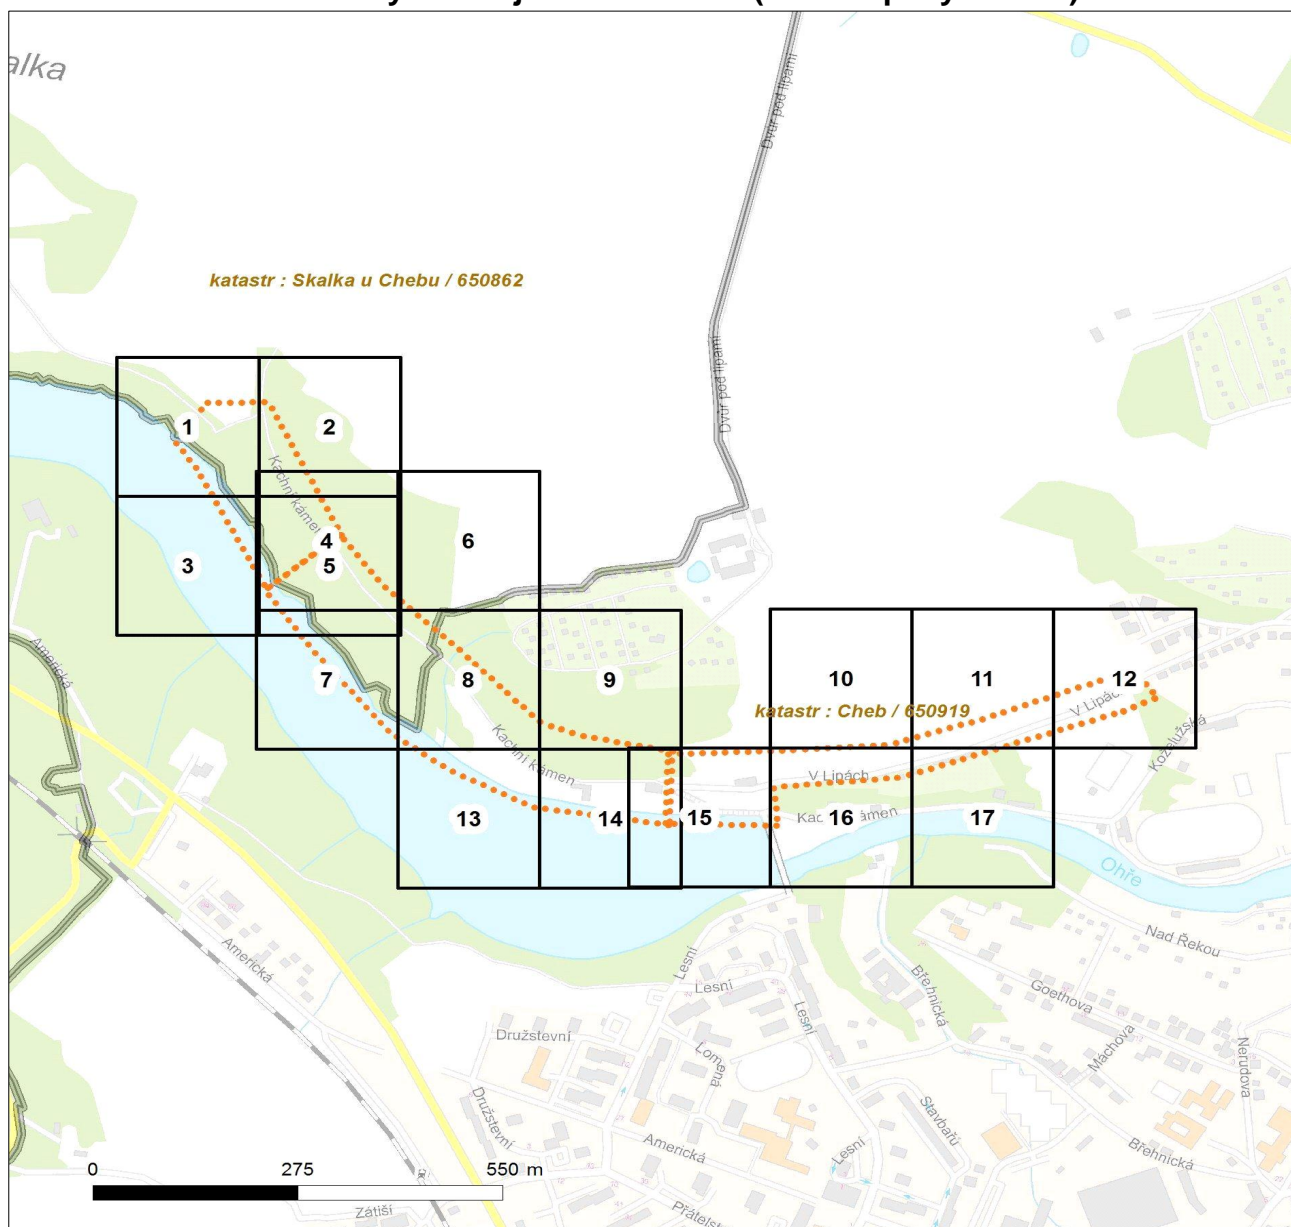 alka
Dvůr pod lipami
katastr : Skalka u Chebu / 650862
Dvůr pod lipami
1
2
Kachní kámen
4
6
3
5
Americká
7
8
9
10
11
12
katastr : Cheb / 650919
V Lipách
Koželužská
Kachní kámen
V Lipách
13
14
15
16
17
Ohře
Nad Řekou
Americká
Lesní
Lesní
Lesní
Břehnická
Goethova
Družstevní
Lomená
Máchova
Nerudova
Stavbařů
Družstevní
Americká
Lesní
Břehnická
0 275 550 m
Zátiší